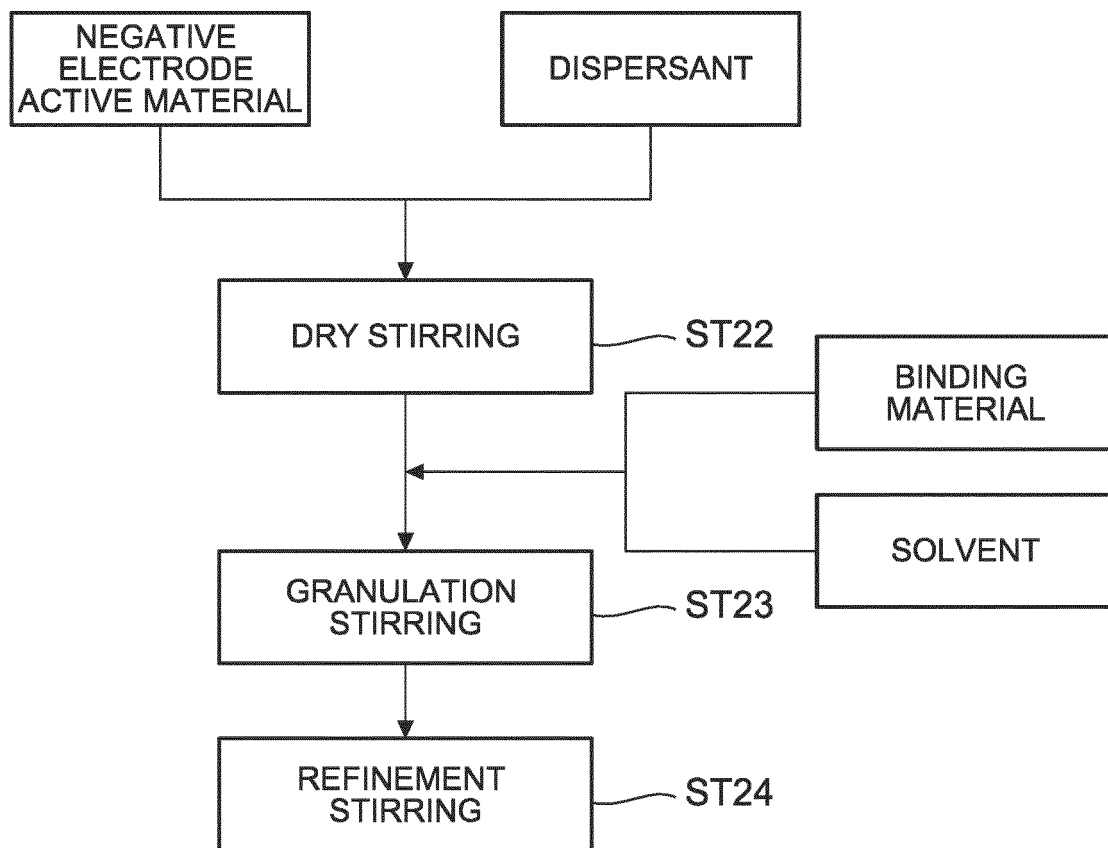 NEGATIVE
ELECTRODE
ACTIVE MATERIAL
DISPERSANT
DRY STIRRING
ST22
BINDING
MATERIAL
SOLVENT
GRANULATION
STIRRING
ST23
REFINEMENT
STIRRING
ST24